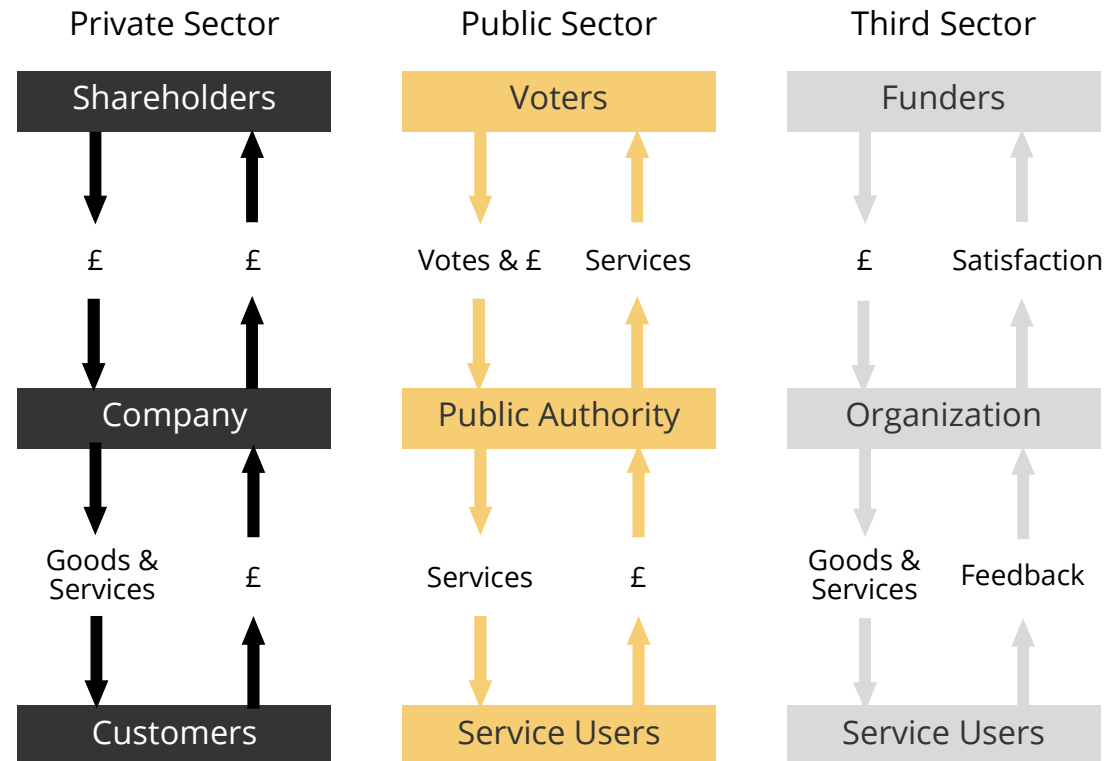 Private Sector
Public Sector
Third Sector
Shareholders
Voters
Funders
£
£
Votes & £
Services
£
Satisfaction
Company
Public Authority
Organization
Goods &
Services
£
Services
£
Goods &
Services
Feedback
Customers
Service Users
Service Users